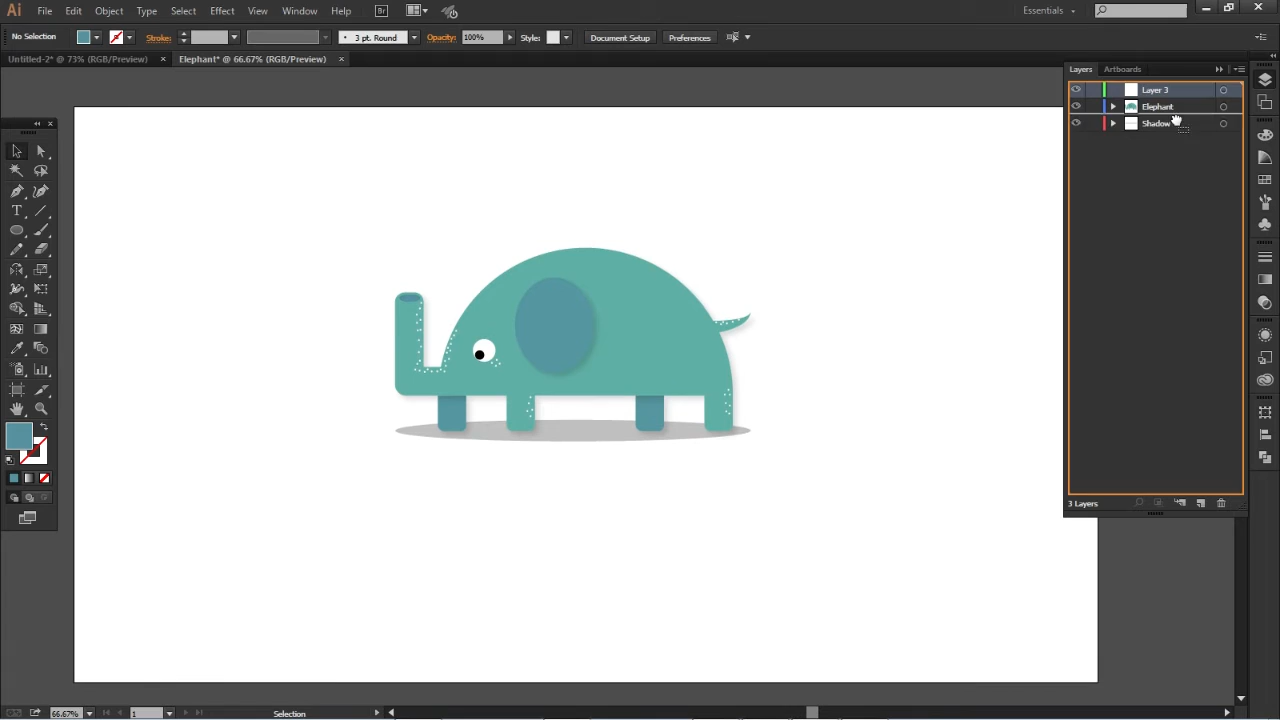 Ai File Edit Object Type Select Effect View Window Help Br Essentials
No Selection Stroke: 3 pt. Round Opacity: 100% Style: Document Setup Preferences
Untitled-2* @ 73% (RGB/Preview) × Elephant* @ 66.67% (RGB/Preview) ×
Layers Artboards
Layer 3
Elephant
Shadow
3 Layers
66.67% 1 Selection